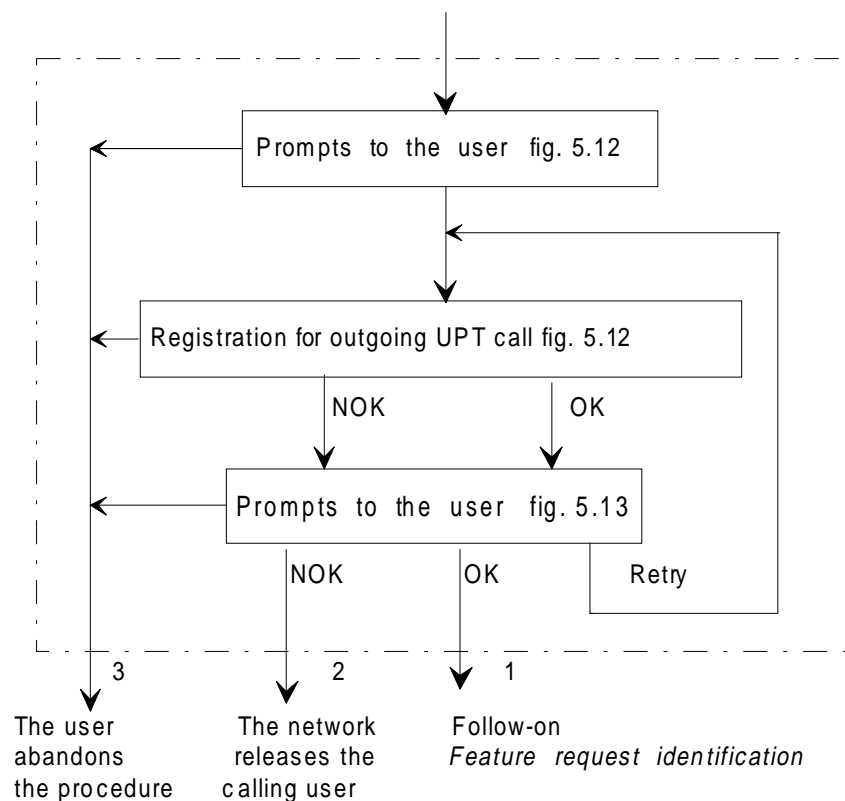 Prompts to the user fig. 5.12
Registration for outgoing UPT call fig. 5.12
NOK
OK
Prompts to the user fig. 5.13
NOK
OK
Retry
3
2
1
The user
abandons
the procedure
The network
releases the
calling user
Follow-on
Feature request identification